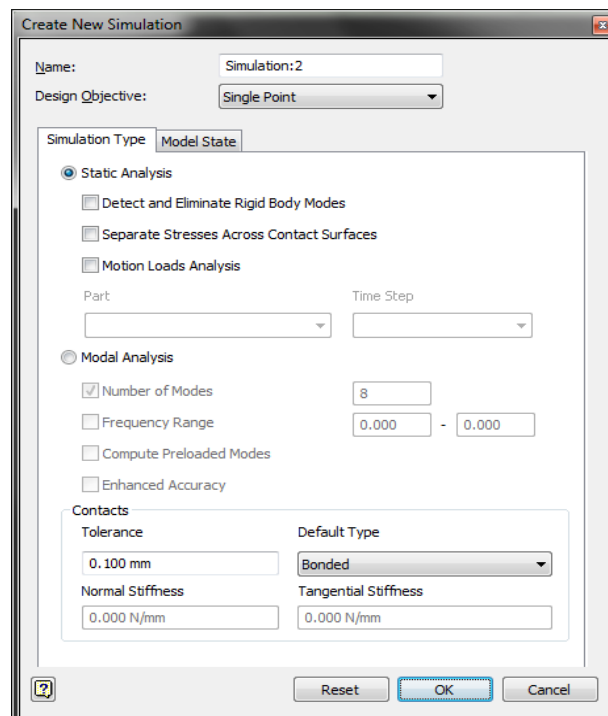 Create New Simulation
Name: Simulation:2
Design Objective: Single Point
Simulation Type Model State
Static Analysis
Detect and Eliminate Rigid Body Modes
Separate Stresses Across Contact Surfaces
Motion Loads Analysis
Part Time Step
Modal Analysis
Number of Modes 8
Frequency Range 0.000 - 0.000
Compute Preloaded Modes
Enhanced Accuracy
Contacts
Tolerance Default Type
0.100 mm Bonded
Normal Stiffness Tangential Stiffness
0.000 N/mm 0.000 N/mm
? Reset OK Cancel